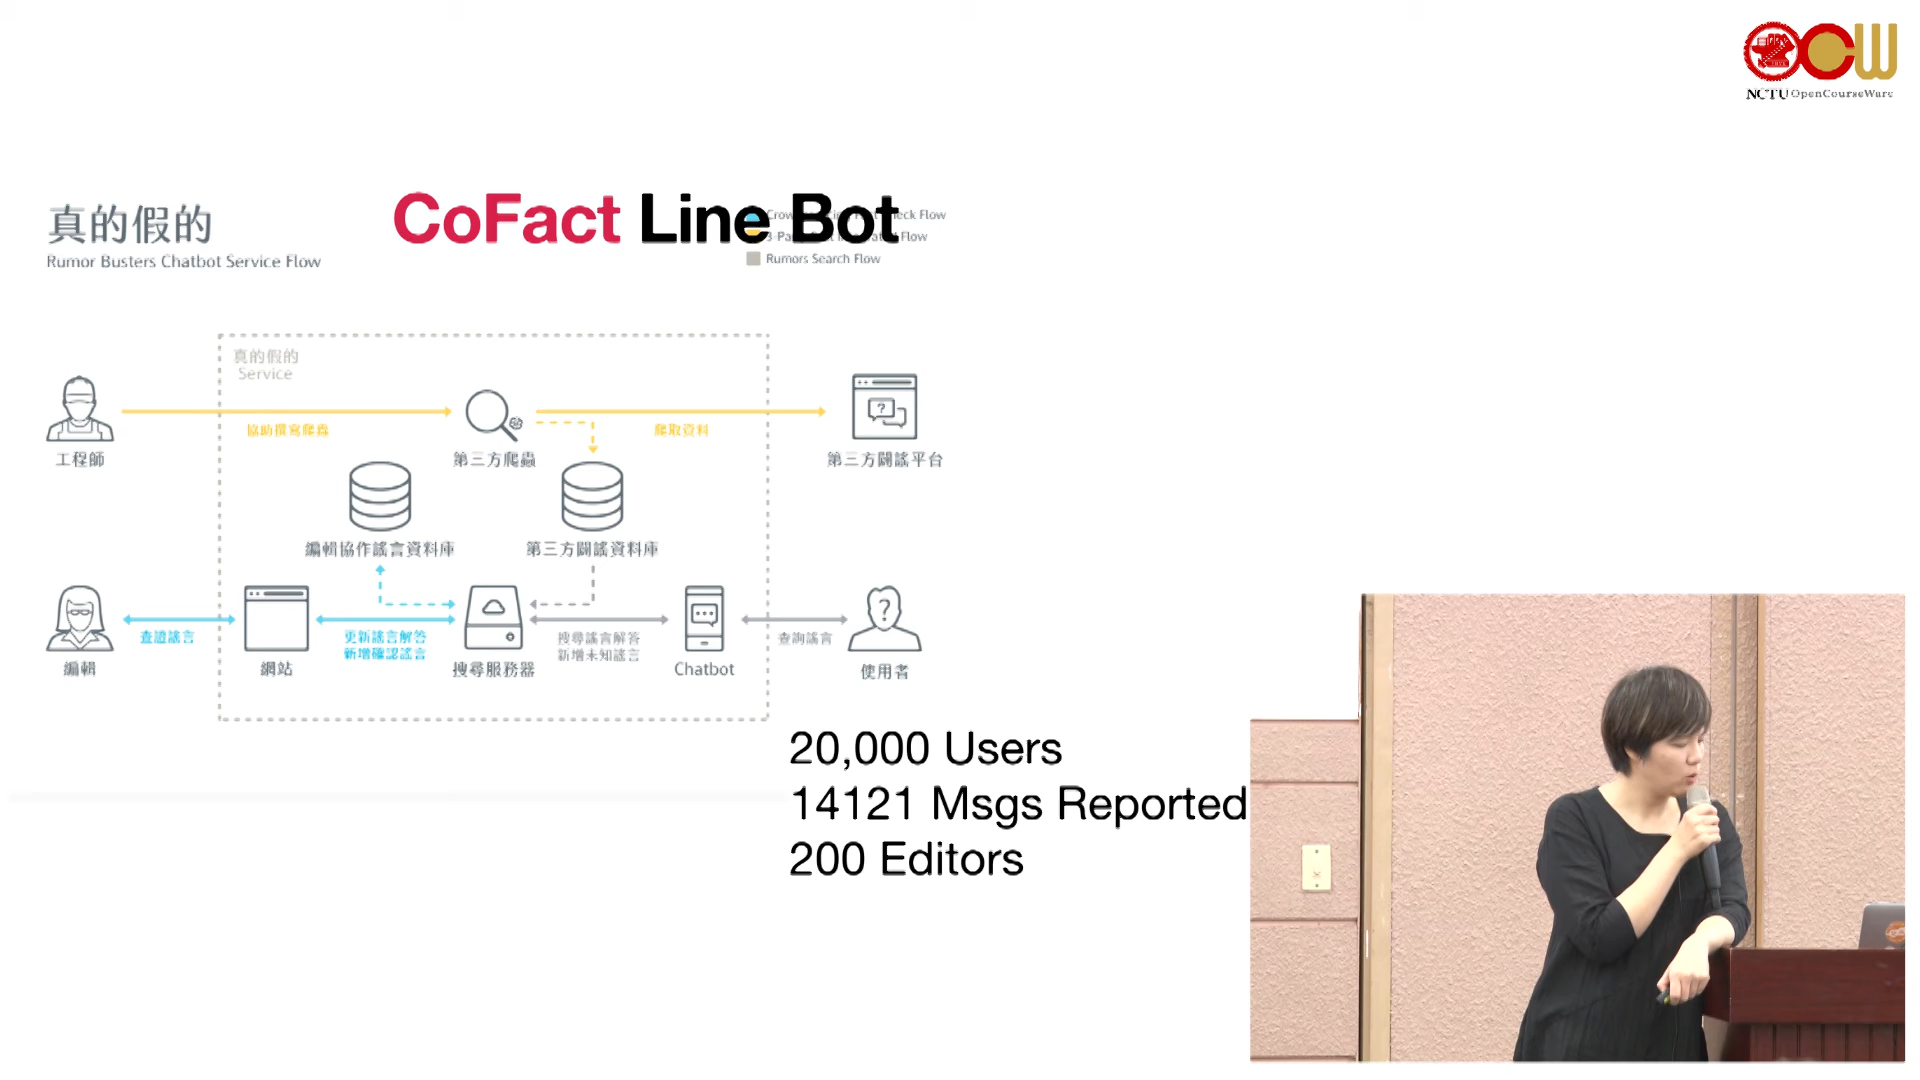 NCTU OpenCourseWare
真的假的
Rumor Busters Chatbot Service Flow
CoFact Line Bot
Flow
Flow
Rumors Search Flow
真的假的
Service
協助撰寫爬蟲
爬取資料
工程師
第三方爬蟲
第三方闢謠平台
編輯協作謠言資料庫
第三方闢謠資料庫
查證謠言
更新謠言解答
新增確認謠言
搜尋謠言解答
新增未知謠言
查詢謠言
編輯
網站
搜尋服務器
Chatbot
使用者
20,000 Users
14121 Msgs Reported
200 Editors